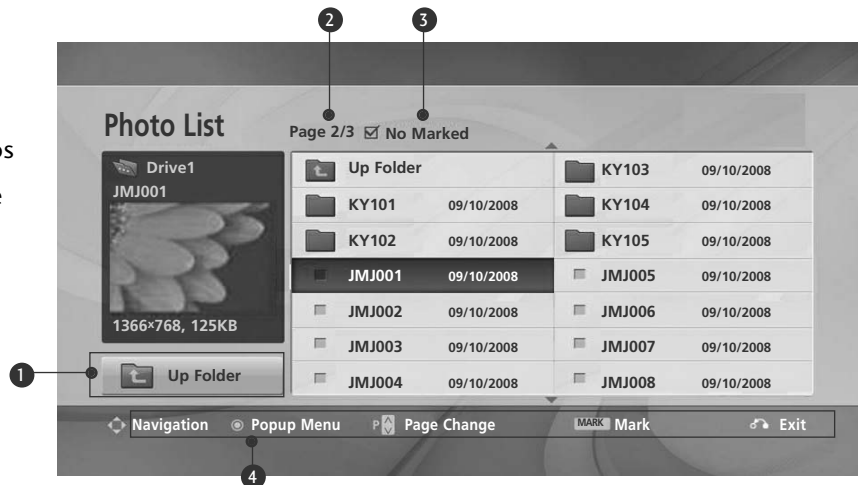 2 3
Photo List
Page 2/3 No Marked
os
e
Drive1
JMJ001
1366×768, 125KB
1
Up Folder
Up Folder
KY101 09/10/2008
KY102 09/10/2008
JMJ001 09/10/2008
JMJ002 09/10/2008
JMJ003 09/10/2008
JMJ004 09/10/2008
KY103 09/10/2008
KY104 09/10/2008
KY105 09/10/2008
JMJ005 09/10/2008
JMJ006 09/10/2008
JMJ007 09/10/2008
JMJ008 09/10/2008
Navigation Popup Menu P Page Change MARK Mark Exit
4